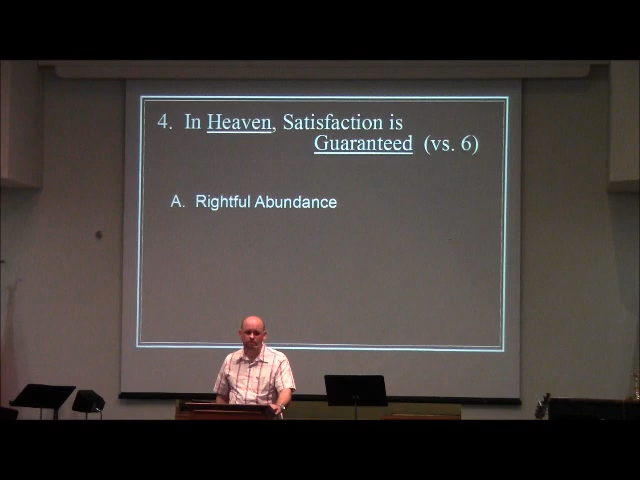 4. In Heaven, Satisfaction is
Guaranteed (vs. 6)
A. Rightful Abundance